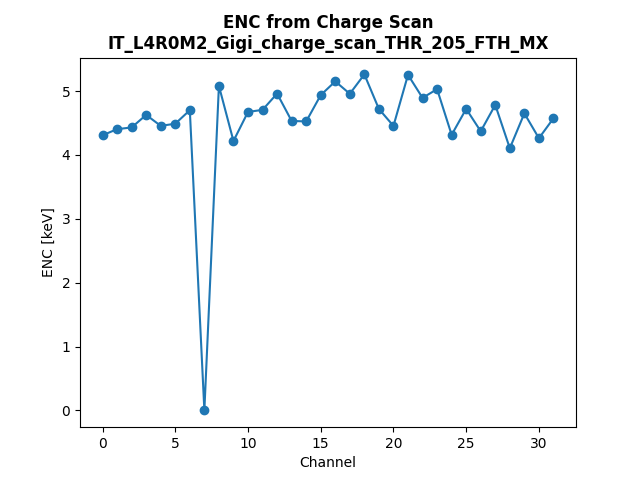 ENC from Charge Scan
IT_L4R0M2_Gigi_charge_scan_THR_205_FTH_MX
5
4
3
2
1
0
ENC [keV]
0 5 10 15 20 25 30
Channel